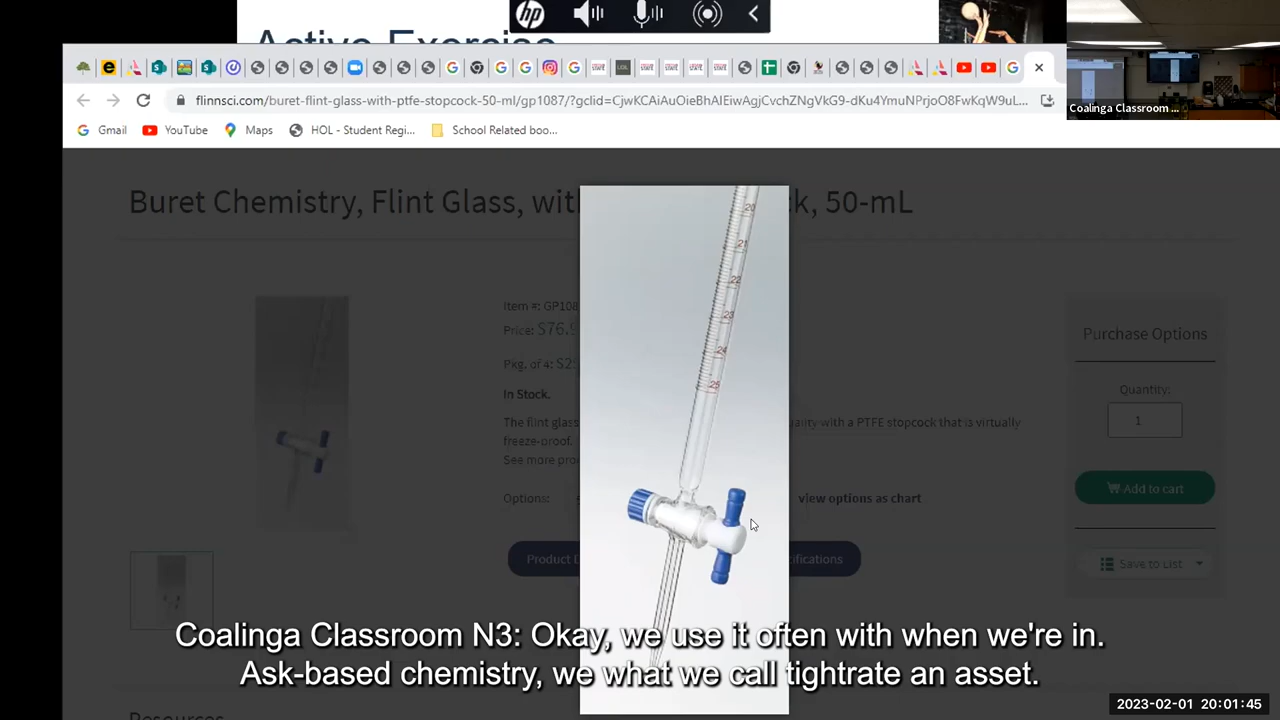 Active Exercise
hp
Coalinga Classroom ...
flinnsci.com/buret-flint-glass-with-ptfe-stopcock-50-ml/gp1087/?gclid=CjwKCAiAuOieBhAIEiwAgjCvchZNgVkG9-dKu4YmuNPrjoO8FwKqW9uL...
Gmail
YouTube
Maps
HOL - Student Regi...
School Related boo...
Buret Chemistry, Flint Glass, wit
k, 50-mL
20
21
22
23
24
25
Item #: GP108
Price: $76.9
Pkg. of 4: $2
In Stock.
The flint glass
ality with a PTFE stopcock that is virtually
freeze-proof.
See more pro
Options:
view options as chart
Product D
ifications
Purchase Options
Quantity:
1
Add to cart
Save to List
Coalinga Classroom N3: Okay, we use it often with when we're in.
Ask-based chemistry, we what we call tightrate an asset.
Resources
2023-02-01 20:01:45